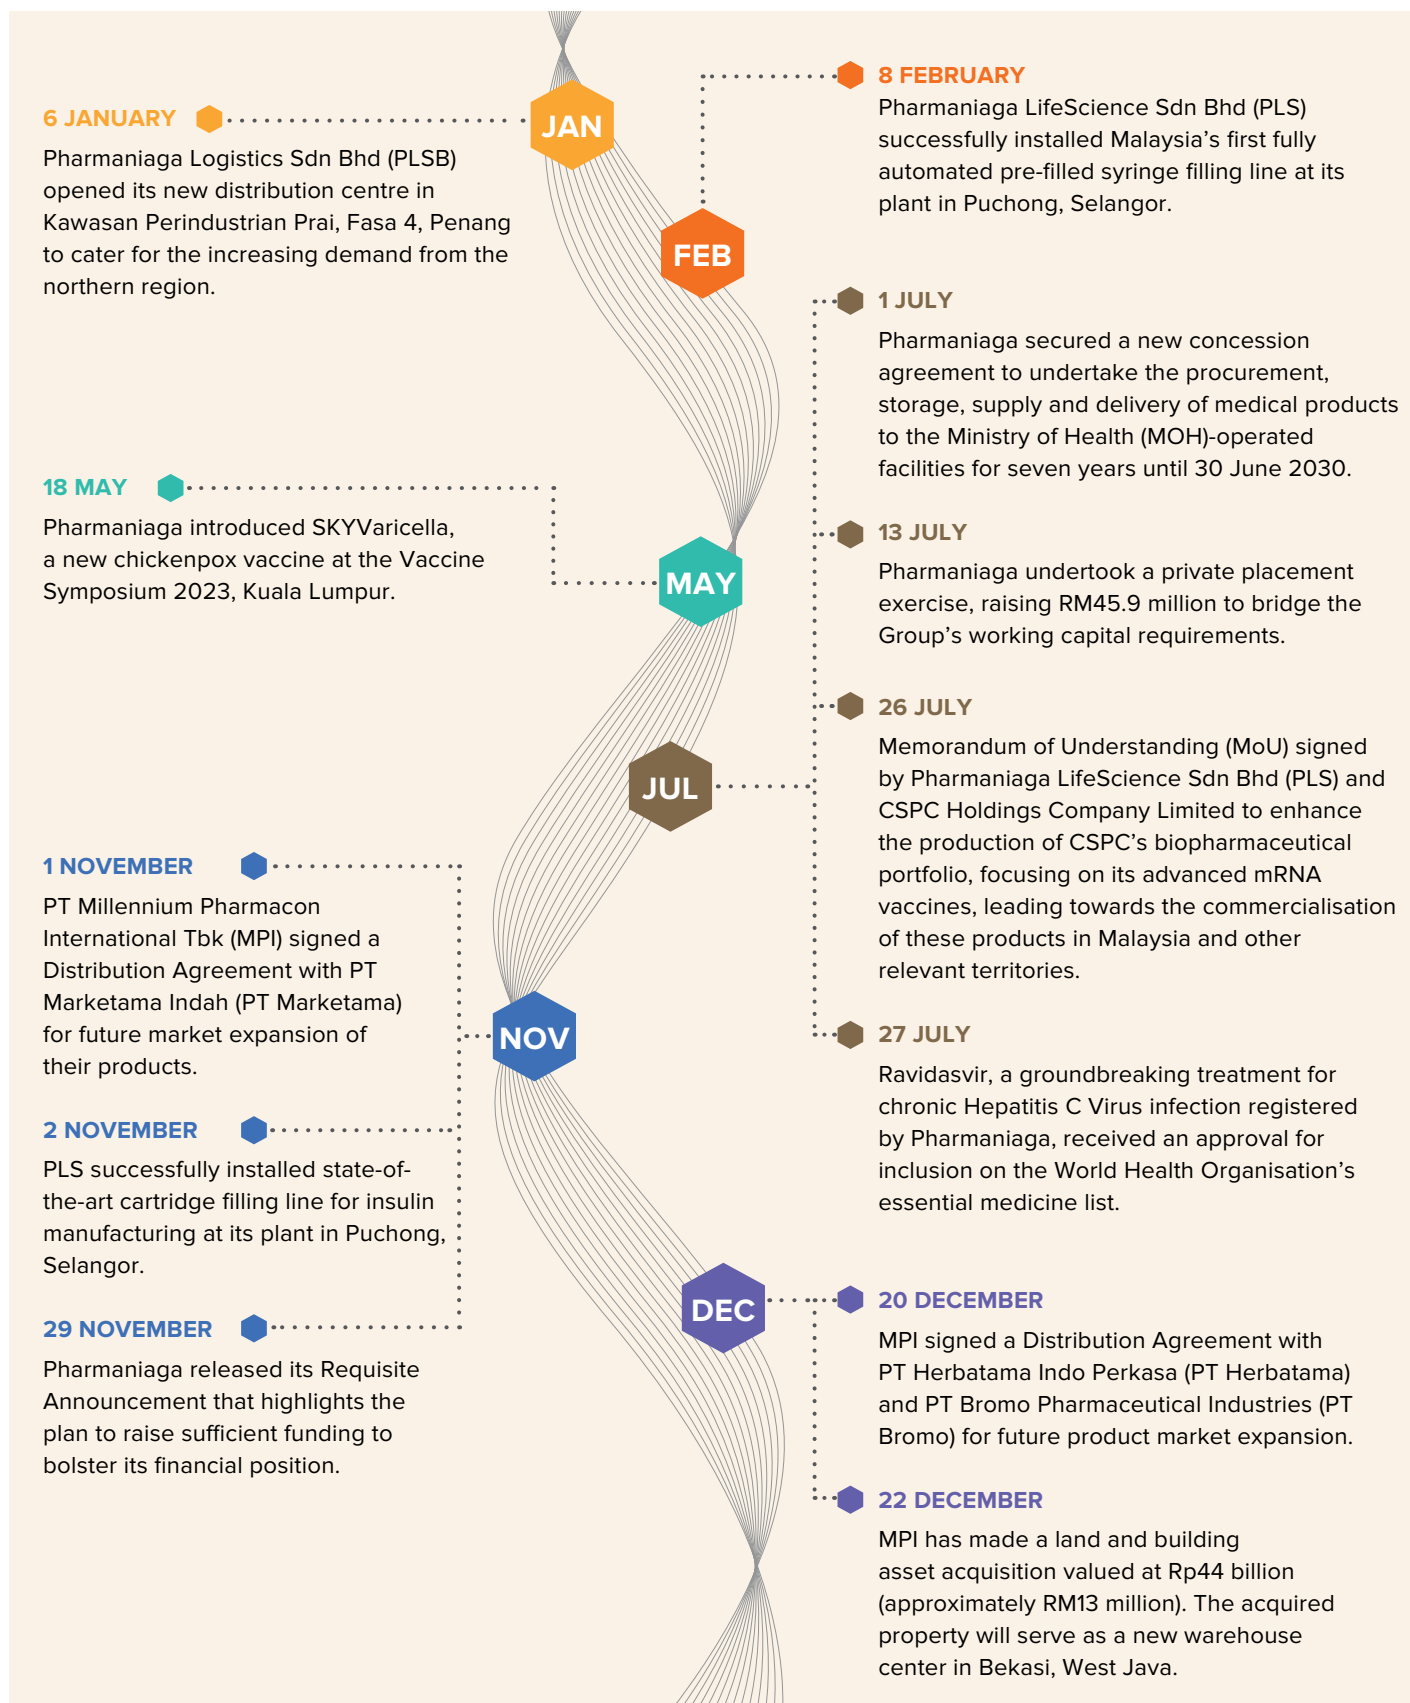 JAN
6 JANUARY
Pharmaniaga Logistics Sdn Bhd (PLSB)
opened its new distribution centre in
Kawasan Perindustrian Prai, Fasa 4, Penang
to cater for the increasing demand from the
northern region.
FEB
8 FEBRUARY
Pharmaniaga LifeScience Sdn Bhd (PLS)
successfully installed Malaysia’s first fully
automated pre-filled syringe filling line at its
plant in Puchong, Selangor.
MAY
18 MAY
Pharmaniaga introduced SKYVaricella,
a new chickenpox vaccine at the Vaccine
Symposium 2023, Kuala Lumpur.
JUL
1 JULY
Pharmaniaga secured a new concession
agreement to undertake the procurement,
storage, supply and delivery of medical products
to the Ministry of Health (MOH)-operated
facilities for seven years until 30 June 2030.
13 JULY
Pharmaniaga undertook a private placement
exercise, raising RM45.9 million to bridge the
Group’s working capital requirements.
26 JULY
Memorandum of Understanding (MoU) signed
by Pharmaniaga LifeScience Sdn Bhd (PLS) and
CSPC Holdings Company Limited to enhance
the production of CSPC’s biopharmaceutical
portfolio, focusing on its advanced mRNA
vaccines, leading towards the commercialisation
of these products in Malaysia and other
relevant territories.
27 JULY
Ravidasvir, a groundbreaking treatment for
chronic Hepatitis C Virus infection registered
by Pharmaniaga, received an approval for
inclusion on the World Health Organisation’s
essential medicine list.
NOV
1 NOVEMBER
PT Millennium Pharmacon
International Tbk (MPI) signed a
Distribution Agreement with PT
Marketama Indah (PT Marketama)
for future market expansion of
their products.
2 NOVEMBER
PLS successfully installed state-of-
the-art cartridge filling line for insulin
manufacturing at its plant in Puchong,
Selangor.
29 NOVEMBER
Pharmaniaga released its Requisite
Announcement that highlights the
plan to raise sufficient funding to
bolster its financial position.
DEC
20 DECEMBER
MPI signed a Distribution Agreement with
PT Herbatama Indo Perkasa (PT Herbatama)
and PT Bromo Pharmaceutical Industries (PT
Bromo) for future product market expansion.
22 DECEMBER
MPI has made a land and building
asset acquisition valued at Rp44 billion
(approximately RM13 million). The acquired
property will serve as a new warehouse
center in Bekasi, West Java.